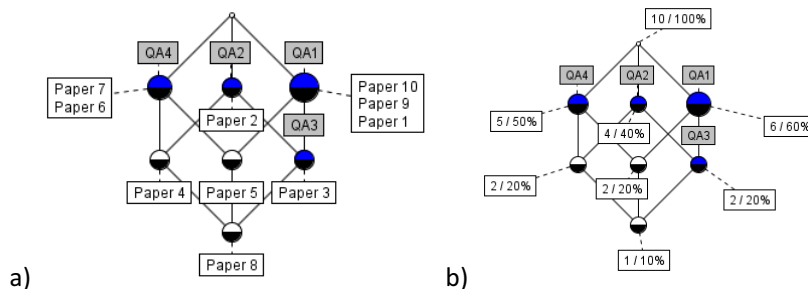 QA4
QA2
QA1
Paper 7
Paper 6
Paper 10
Paper 9
Paper 1
Paper 2
QA3
Paper 4
Paper 5
Paper 3
Paper 8
a)
10 / 100%
QA4
QA2
QA1
5 / 50%
4 / 40%
6 / 60%
QA3
2 / 20%
2 / 20%
2 / 20%
1 / 10%
b)